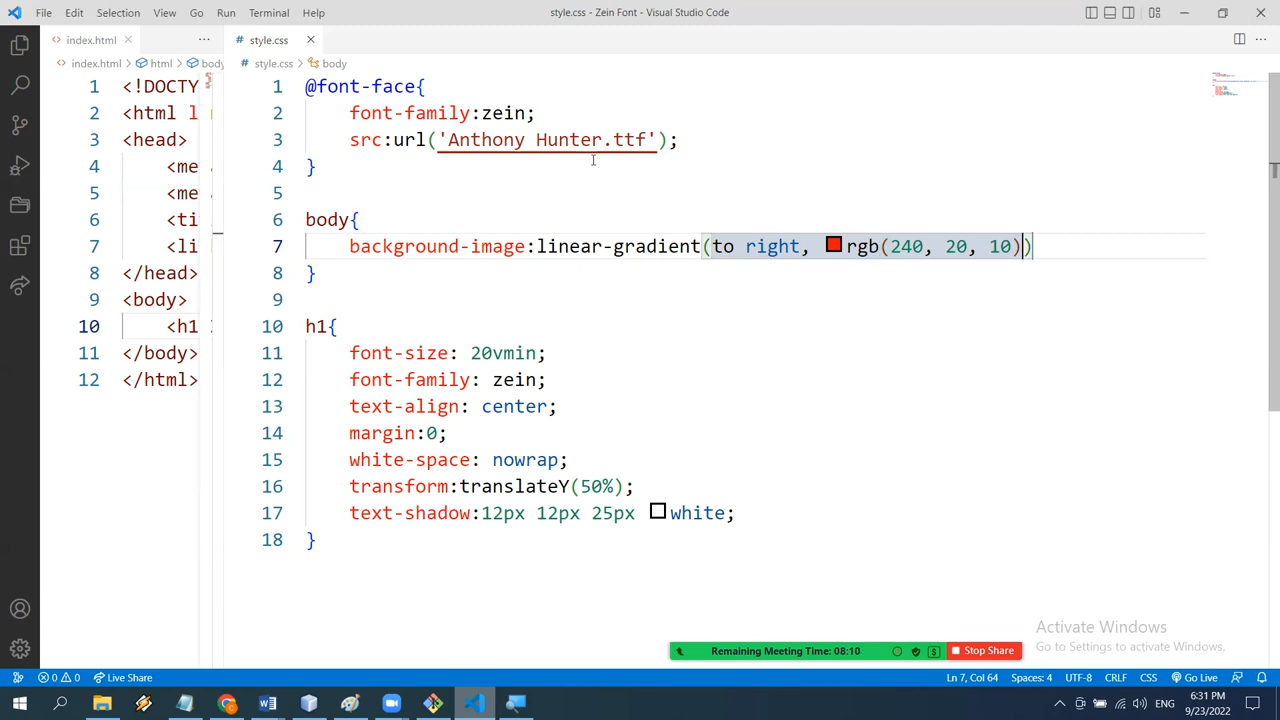 File Edit Selection View Go Run Terminal Help
style.css - Zein Font - Visual Studio Code
index.html
style.css
index.html > html > body
style.css > body
1 <!DOCTY
2 <html l
3 <head>
4 <me
5 <me
6 <ti
7 <li
8 </head>
9 <body>
10 <h1
11 </body>
12 </html>
1 @font-face{
2 font-family:zein;
3 src:url('Anthony Hunter.ttf');
4 }
5
6 body{
7 background-image:linear-gradient(to right, rgb(240, 20, 10))
8 }
9
10 h1{
11 font-size: 20vmin;
12 font-family: zein;
13 text-align: center;
14 margin:0;
15 white-space: nowrap;
16 transform:translateY(50%);
17 text-shadow:12px 12px 25px white;
18 }
Activate Windows
Go to Settings to activate Windows.
Remaining Meeting Time: 08:10
Stop Share
0 0 Live Share
Ln 7, Col 64 Spaces: 4 UTF-8 CRLF CSS Go Live
ENG
6:31 PM
9/23/2022